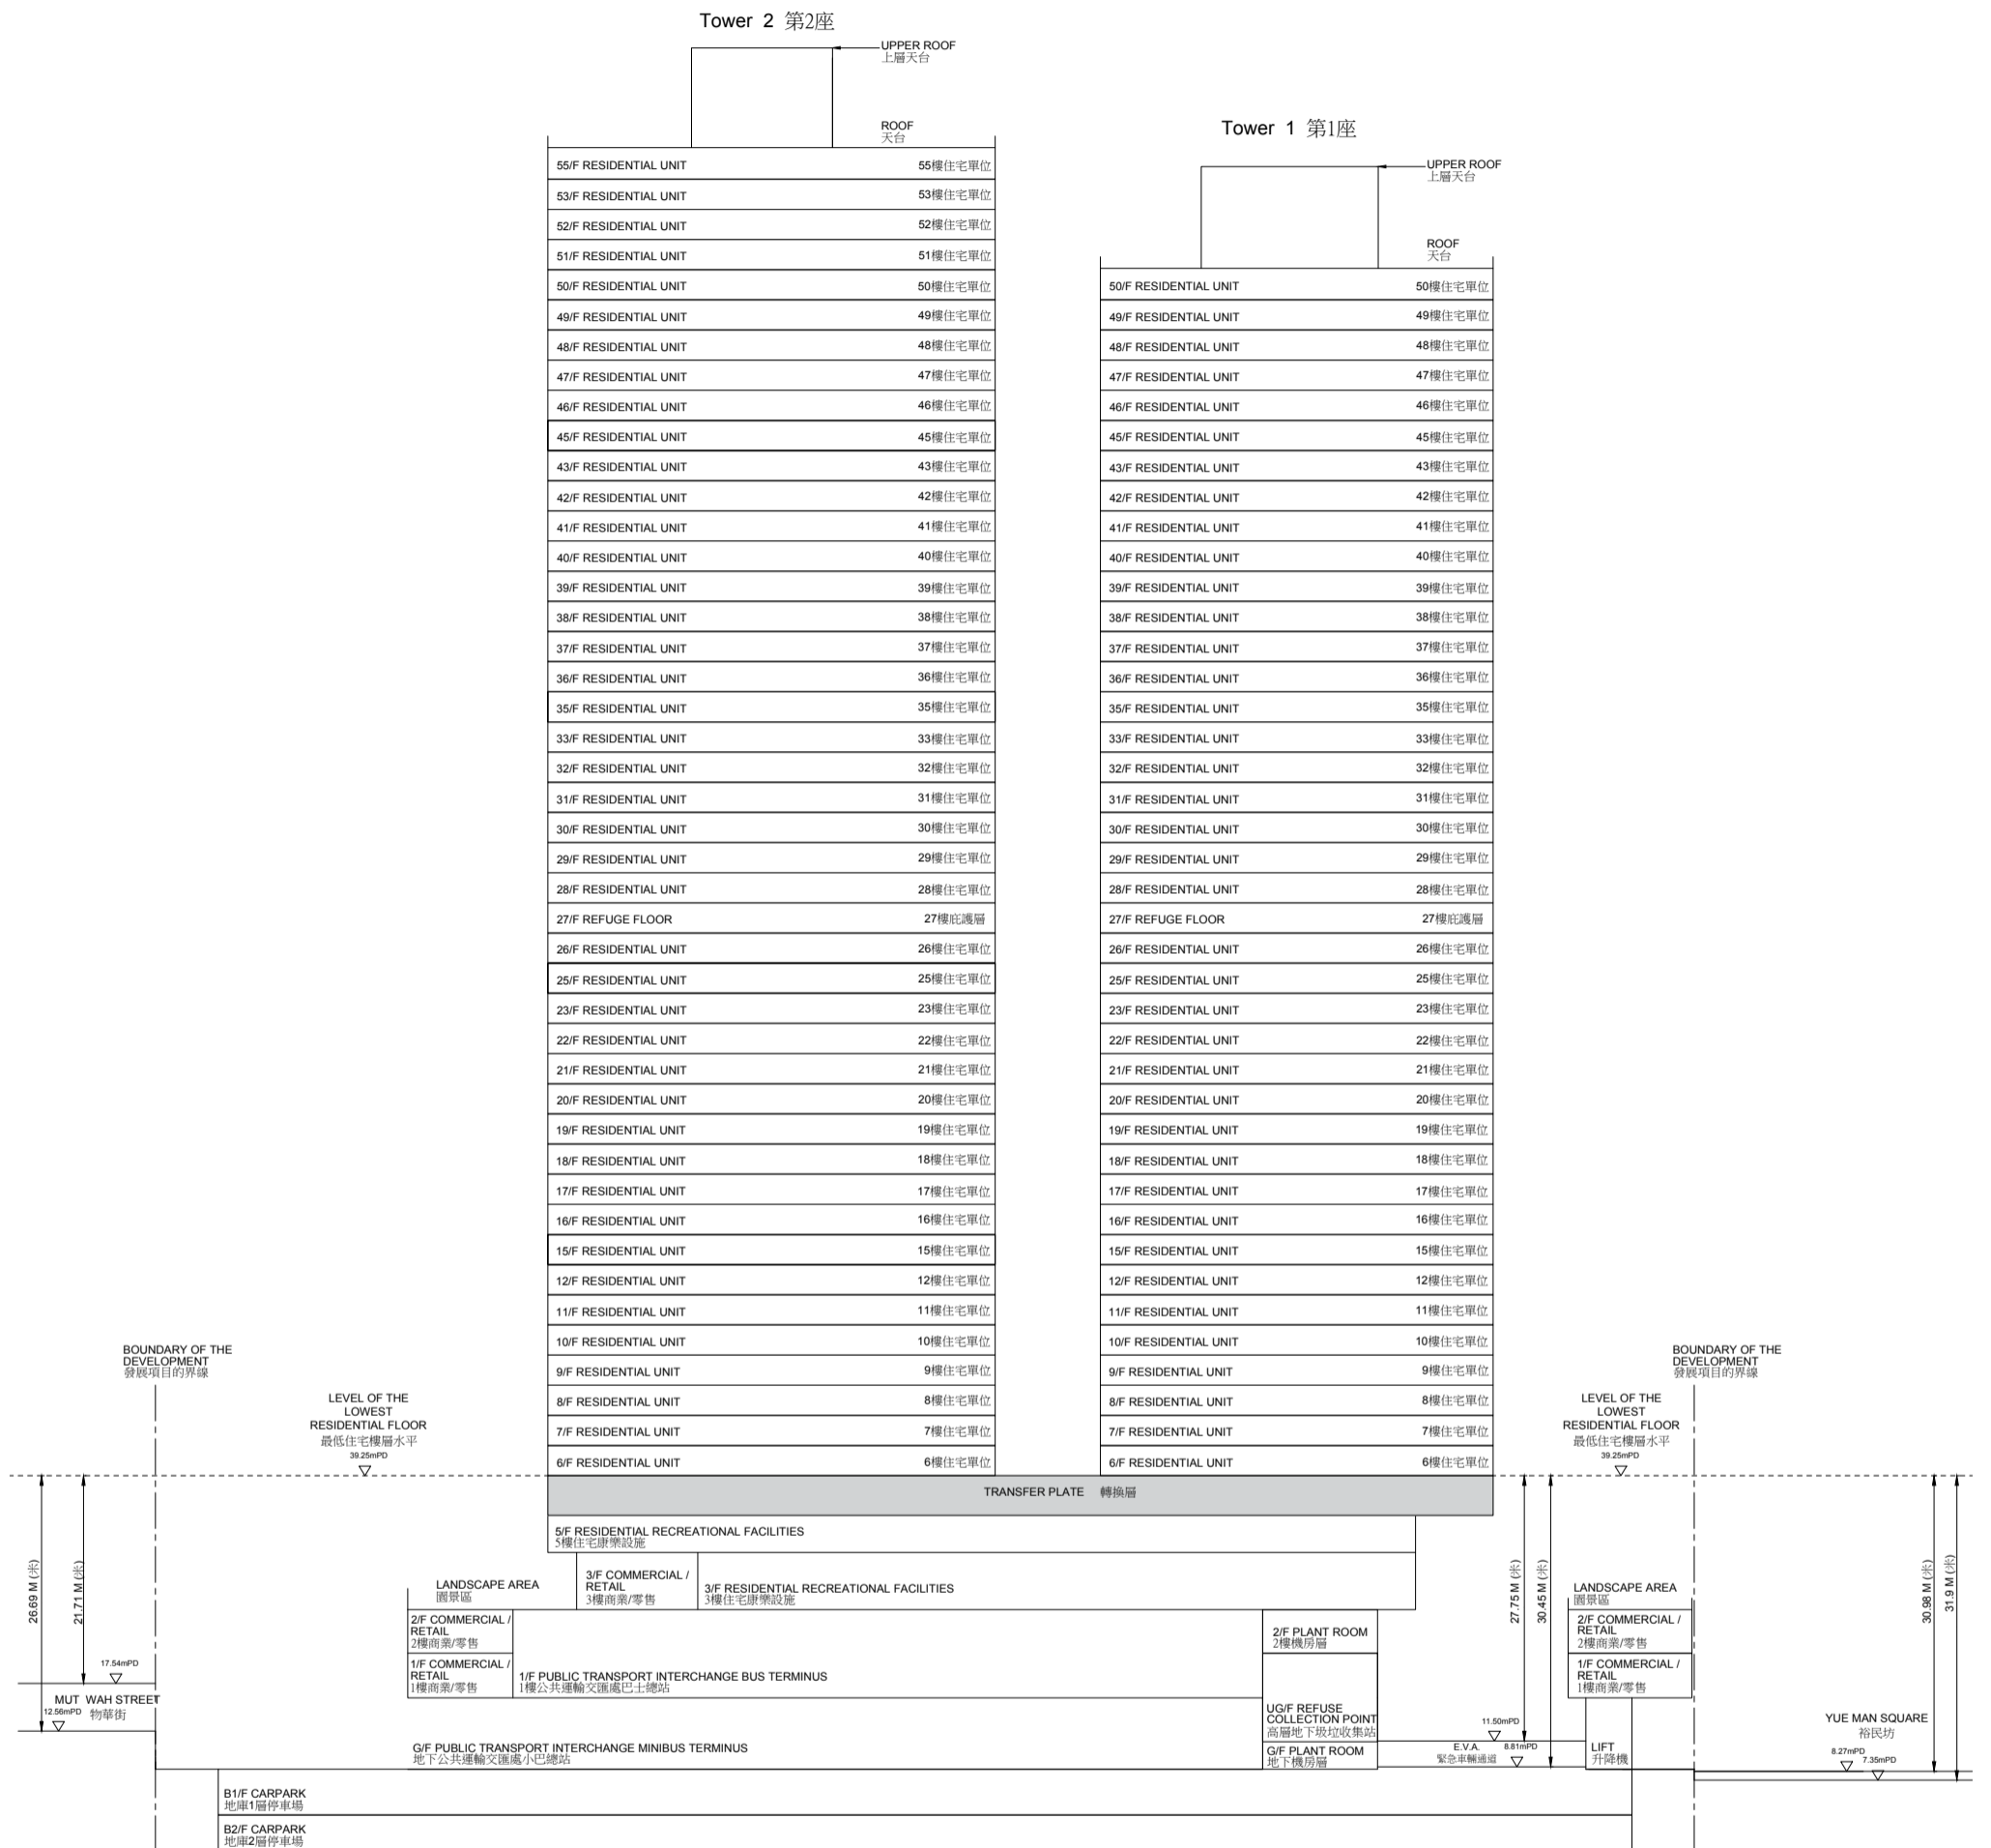 Tower 2 第2座
UPPER ROOF
上層天台
ROOF
天台
55/F RESIDENTIAL UNIT 55樓住宅單位
53/F RESIDENTIAL UNIT 53樓住宅單位
52/F RESIDENTIAL UNIT 52樓住宅單位
51/F RESIDENTIAL UNIT 51樓住宅單位
50/F RESIDENTIAL UNIT 50樓住宅單位
49/F RESIDENTIAL UNIT 49樓住宅單位
48/F RESIDENTIAL UNIT 48樓住宅單位
47/F RESIDENTIAL UNIT 47樓住宅單位
46/F RESIDENTIAL UNIT 46樓住宅單位
45/F RESIDENTIAL UNIT 45樓住宅單位
43/F RESIDENTIAL UNIT 43樓住宅單位
42/F RESIDENTIAL UNIT 42樓住宅單位
41/F RESIDENTIAL UNIT 41樓住宅單位
40/F RESIDENTIAL UNIT 40樓住宅單位
39/F RESIDENTIAL UNIT 39樓住宅單位
38/F RESIDENTIAL UNIT 38樓住宅單位
37/F RESIDENTIAL UNIT 37樓住宅單位
36/F RESIDENTIAL UNIT 36樓住宅單位
35/F RESIDENTIAL UNIT 35樓住宅單位
33/F RESIDENTIAL UNIT 33樓住宅單位
32/F RESIDENTIAL UNIT 32樓住宅單位
31/F RESIDENTIAL UNIT 31樓住宅單位
30/F RESIDENTIAL UNIT 30樓住宅單位
29/F RESIDENTIAL UNIT 29樓住宅單位
28/F RESIDENTIAL UNIT 28樓住宅單位
27/F REFUGE FLOOR 27樓庇護層
26/F RESIDENTIAL UNIT 26樓住宅單位
25/F RESIDENTIAL UNIT 25樓住宅單位
23/F RESIDENTIAL UNIT 23樓住宅單位
22/F RESIDENTIAL UNIT 22樓住宅單位
21/F RESIDENTIAL UNIT 21樓住宅單位
20/F RESIDENTIAL UNIT 20樓住宅單位
19/F RESIDENTIAL UNIT 19樓住宅單位
18/F RESIDENTIAL UNIT 18樓住宅單位
17/F RESIDENTIAL UNIT 17樓住宅單位
16/F RESIDENTIAL UNIT 16樓住宅單位
15/F RESIDENTIAL UNIT 15樓住宅單位
12/F RESIDENTIAL UNIT 12樓住宅單位
11/F RESIDENTIAL UNIT 11樓住宅單位
10/F RESIDENTIAL UNIT 10樓住宅單位
9/F RESIDENTIAL UNIT 9樓住宅單位
8/F RESIDENTIAL UNIT 8樓住宅單位
7/F RESIDENTIAL UNIT 7樓住宅單位
6/F RESIDENTIAL UNIT 6樓住宅單位
Tower 1 第1座
UPPER ROOF
上層天台
ROOF
天台
50/F RESIDENTIAL UNIT 50樓住宅單位
49/F RESIDENTIAL UNIT 49樓住宅單位
48/F RESIDENTIAL UNIT 48樓住宅單位
47/F RESIDENTIAL UNIT 47樓住宅單位
46/F RESIDENTIAL UNIT 46樓住宅單位
45/F RESIDENTIAL UNIT 45樓住宅單位
43/F RESIDENTIAL UNIT 43樓住宅單位
42/F RESIDENTIAL UNIT 42樓住宅單位
41/F RESIDENTIAL UNIT 41樓住宅單位
40/F RESIDENTIAL UNIT 40樓住宅單位
39/F RESIDENTIAL UNIT 39樓住宅單位
38/F RESIDENTIAL UNIT 38樓住宅單位
37/F RESIDENTIAL UNIT 37樓住宅單位
36/F RESIDENTIAL UNIT 36樓住宅單位
35/F RESIDENTIAL UNIT 35樓住宅單位
33/F RESIDENTIAL UNIT 33樓住宅單位
32/F RESIDENTIAL UNIT 32樓住宅單位
31/F RESIDENTIAL UNIT 31樓住宅單位
30/F RESIDENTIAL UNIT 30樓住宅單位
29/F RESIDENTIAL UNIT 29樓住宅單位
28/F RESIDENTIAL UNIT 28樓住宅單位
27/F REFUGE FLOOR 27樓庇護層
26/F RESIDENTIAL UNIT 26樓住宅單位
25/F RESIDENTIAL UNIT 25樓住宅單位
23/F RESIDENTIAL UNIT 23樓住宅單位
22/F RESIDENTIAL UNIT 22樓住宅單位
21/F RESIDENTIAL UNIT 21樓住宅單位
20/F RESIDENTIAL UNIT 20樓住宅單位
19/F RESIDENTIAL UNIT 19樓住宅單位
18/F RESIDENTIAL UNIT 18樓住宅單位
17/F RESIDENTIAL UNIT 17樓住宅單位
16/F RESIDENTIAL UNIT 16樓住宅單位
15/F RESIDENTIAL UNIT 15樓住宅單位
12/F RESIDENTIAL UNIT 12樓住宅單位
11/F RESIDENTIAL UNIT 11樓住宅單位
10/F RESIDENTIAL UNIT 10樓住宅單位
9/F RESIDENTIAL UNIT 9樓住宅單位
8/F RESIDENTIAL UNIT 8樓住宅單位
7/F RESIDENTIAL UNIT 7樓住宅單位
6/F RESIDENTIAL UNIT 6樓住宅單位
BOUNDARY OF THE
DEVELOPMENT
發展項目的界線
LEVEL OF THE
LOWEST
RESIDENTIAL FLOOR
最低住宅樓層水平
39.25mPD
26.69 M (米)
21.71 M (米)
17.54mPD
MUT WAH STREET
物華街
12.56mPD
TRANSFER PLATE 轉換層
5/F RESIDENTIAL RECREATIONAL FACILITIES
5樓住宅康樂設施
LANDSCAPE AREA
園景區
3/F COMMERCIAL /
RETAIL
3樓商業/零售
3/F RESIDENTIAL RECREATIONAL FACILITIES
3樓住宅康樂設施
2/F COMMERCIAL /
RETAIL
2樓商業/零售
1/F COMMERCIAL /
RETAIL
1樓商業/零售
1/F PUBLIC TRANSPORT INTERCHANGE BUS TERMINUS
1樓公共運輸交匯處巴士總站
2/F PLANT ROOM
2樓機房層
UG/F REFUSE
COLLECTION POINT
高層地下圾垃收集站
G/F PUBLIC TRANSPORT INTERCHANGE MINIBUS TERMINUS
地下公共運輸交匯處小巴總站
G/F PLANT ROOM
地下機房層
B1/F CARPARK
地庫1層停車場
B2/F CARPARK
地庫2層停車場
BOUNDARY OF THE
DEVELOPMENT
發展項目的界線
LEVEL OF THE
LOWEST
RESIDENTIAL FLOOR
最低住宅樓層水平
39.25mPD
27.75 M (米)
30.45 M (米)
30.98 M (米)
31.9 M (米)
LANDSCAPE AREA
園景區
2/F COMMERCIAL /
RETAIL
2樓商業/零售
1/F COMMERCIAL /
RETAIL
1樓商業/零售
11.50mPD
E.V.A. 8.81mPD
緊急車輛通道
LIFT
升降機
YUE MAN SQUARE
裕民坊
8.27mPD
7.35mPD